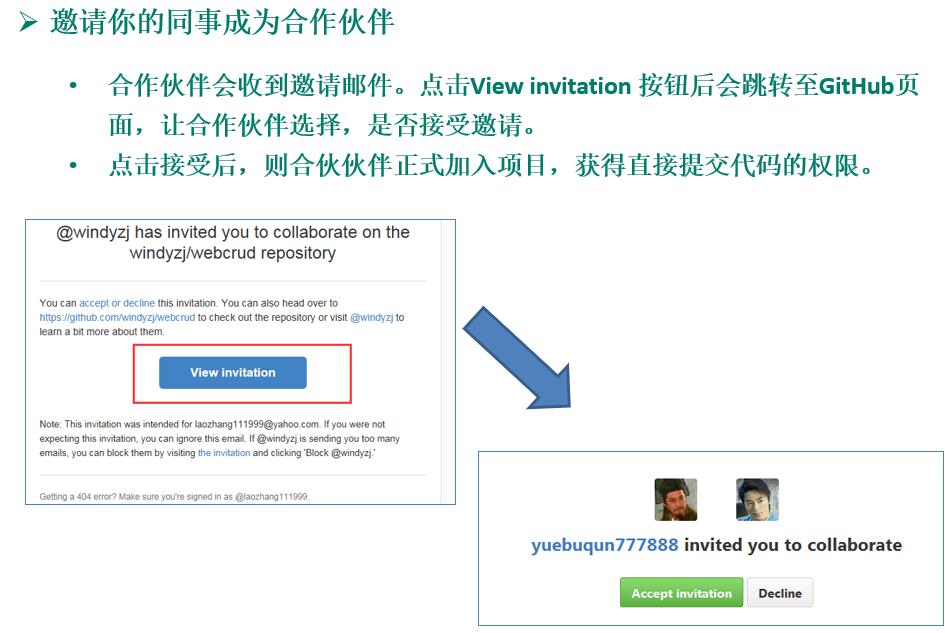 ➢ 邀请你的同事成为合作伙伴
• 合作伙伴会收到邀请邮件。点击View invitation 按钮后会跳转至GitHub页
面，让合作伙伴选择，是否接受邀请。
• 点击接受后，则合伙伙伴正式加入项目，获得直接提交代码的权限。
@windyzj has invited you to collaborate on the
windyzj/webcrud repository
You can accept or decline this invitation. You can also head over to
https://github.com/windyzj/webcrud to check out the repository or visit @windyzj to
learn a bit more about them.
View invitation
Note: This invitation was intended for laozhang111999@yahoo.com. If you were not
expecting this invitation, you can ignore this email. If @windyzj is sending you too many
emails, you can block them by visiting the invitation and clicking 'Block @windyzj.'
Getting a 404 error? Make sure you're signed in as @laozhang111999.
yuebuqun777888 invited you to collaborate
Accept invitation Decline